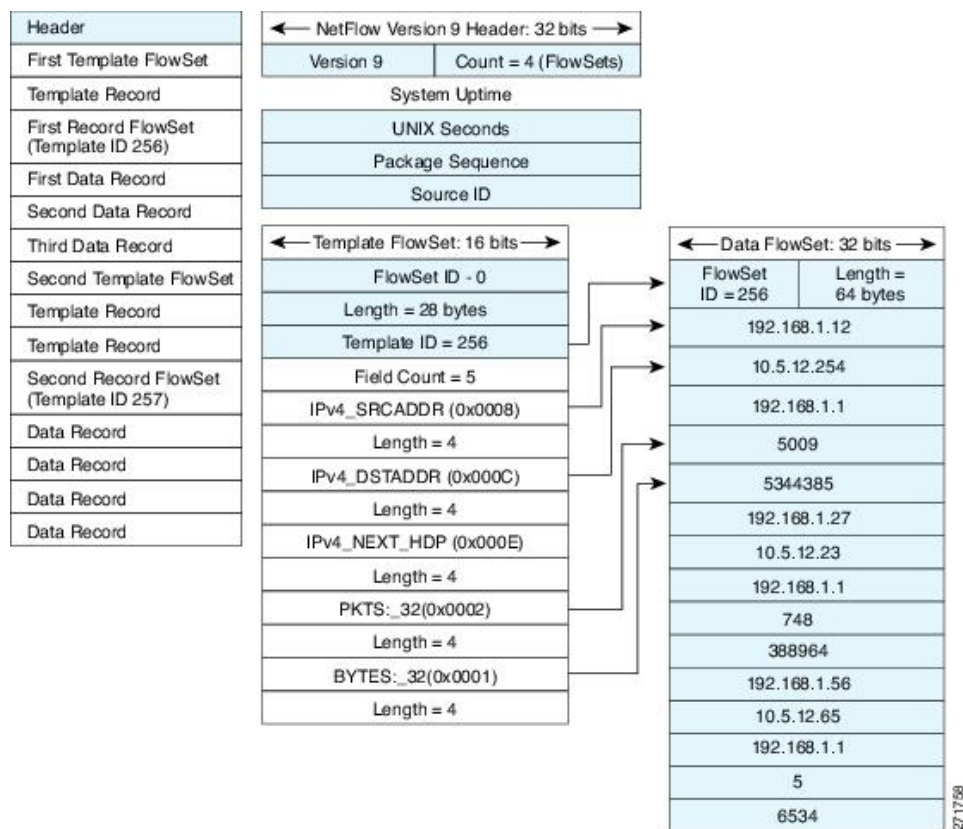 Header
First Template FlowSet
Template Record
First Record FlowSet
(Template ID 256)
First Data Record
Second Data Record
Third Data Record
Second Template FlowSet
Template Record
Template Record
Second Record FlowSet
(Template ID 257)
Data Record
Data Record
Data Record
Data Record
NetFlow Version 9 Header: 32 bits
Version 9
Count = 4 (FlowSets)
System Uptime
UNIX Seconds
Package Sequence
Source ID
Template FlowSet: 16 bits
FlowSet ID - 0
Length = 28 bytes
Template ID = 256
Field Count = 5
IPv4_SRCADDR (0x0008)
Length = 4
IPv4_DSTADDR (0x000C)
Length = 4
IPv4_NEXT_HDP (0x000E)
Length = 4
PKTS:_32(0x0002)
Length = 4
BYTES:_32(0x0001)
Length = 4
Data FlowSet: 32 bits
FlowSet
ID = 256
Length =
64 bytes
192.168.1.12
10.5.12.254
192.168.1.1
5009
5344385
192.168.1.27
10.5.12.23
192.168.1.1
748
388964
192.168.1.56
10.5.12.65
192.168.1.1
5
6534
271758